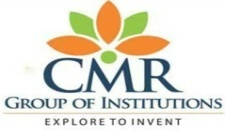 CMR
GROUP OF INSTITUTIONS
EXPLORE TO INVENT